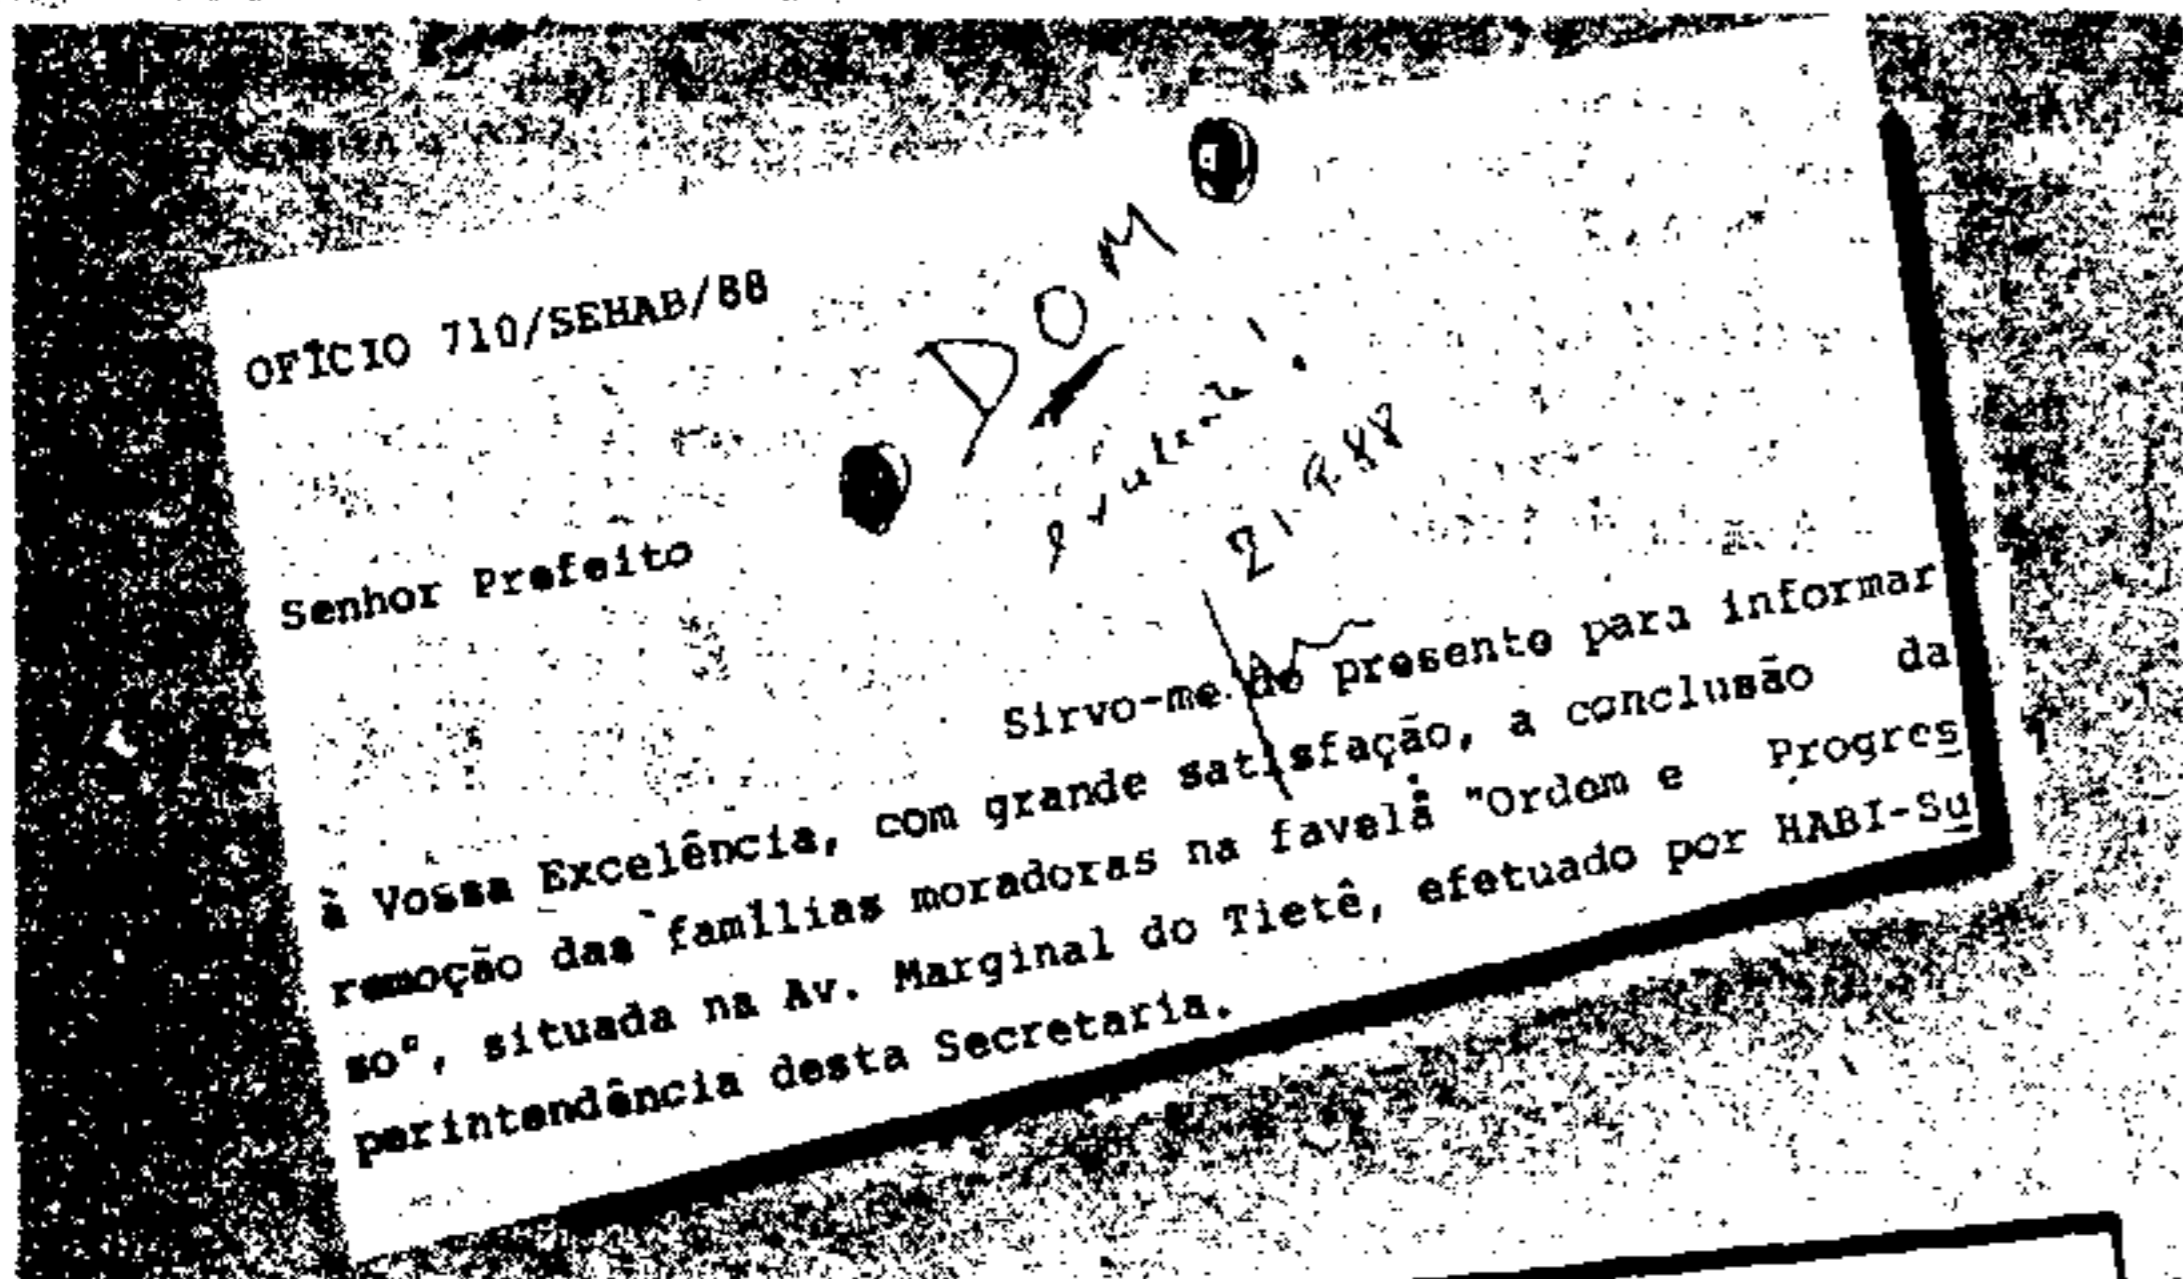 OFÍCIO 710/SEHAB/88
DOM
21.9.88
Senhor Prefeito
Sirvo-me do presente para informar
à Vossa Excelência, com grande satisfação, a conclusão da
remoção das famílias moradoras na favela "Ordem e Progres
so", situada na Av. Marginal do Tietê, efetuado por HABI-Su
perintendência desta Secretaria.